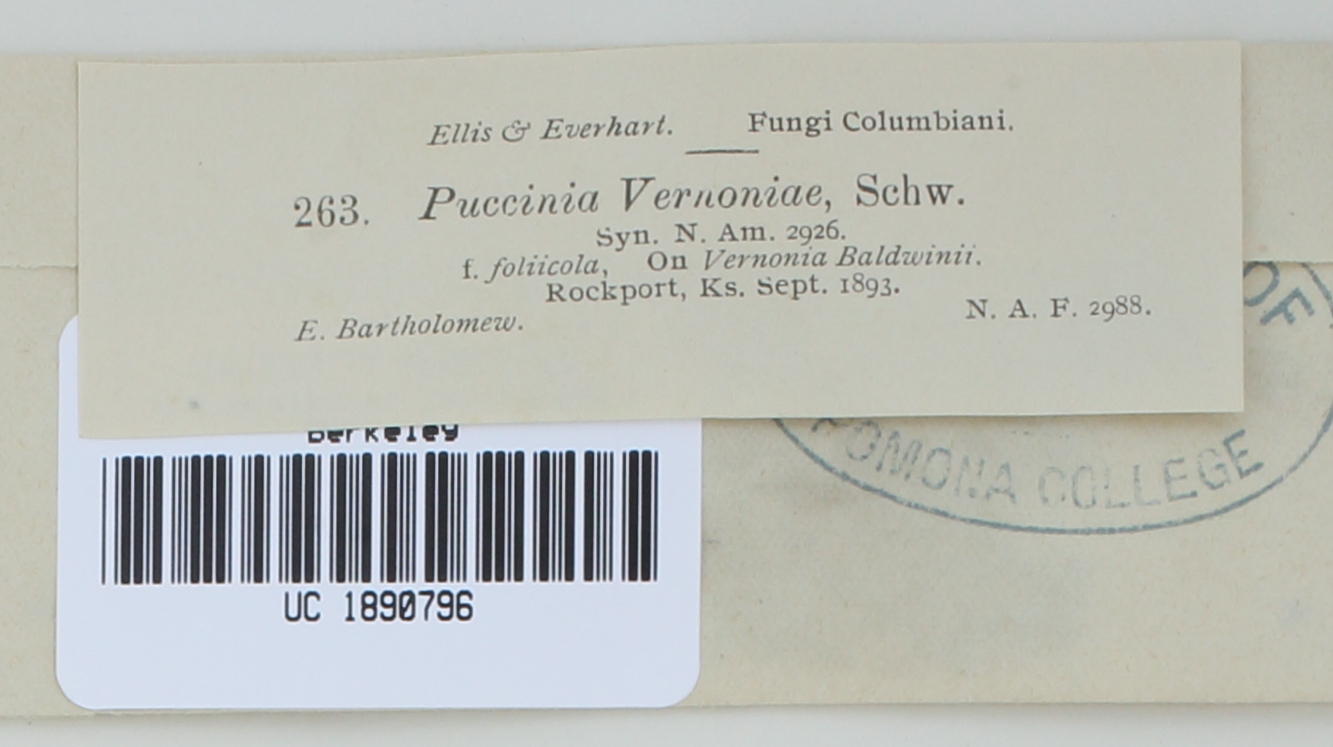 Ellis & Everhart. Fungi Columbiani.
263. Puccinia Vernoniae, Schw.
Syn. N. Am. 2926.
f. foliicola, On Vernonia Baldwinii.
Rockport, Ks. Sept. 1893.
E. Bartholomew. N. A. F. 2988.
OF
POMONA COLLEGE
Berkeley
UC 1890796